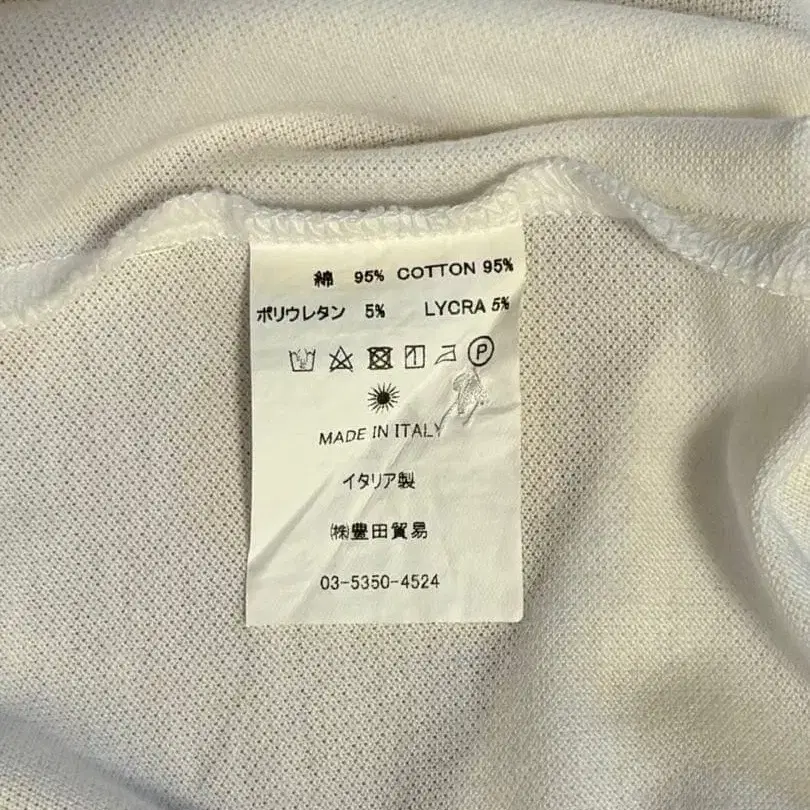 綿 95% COTTON 95%
ポリウレタン 5% LYCRA 5%
P
MADE IN ITALY
イタリア製
㈱豊田貿易
03-5350-4524